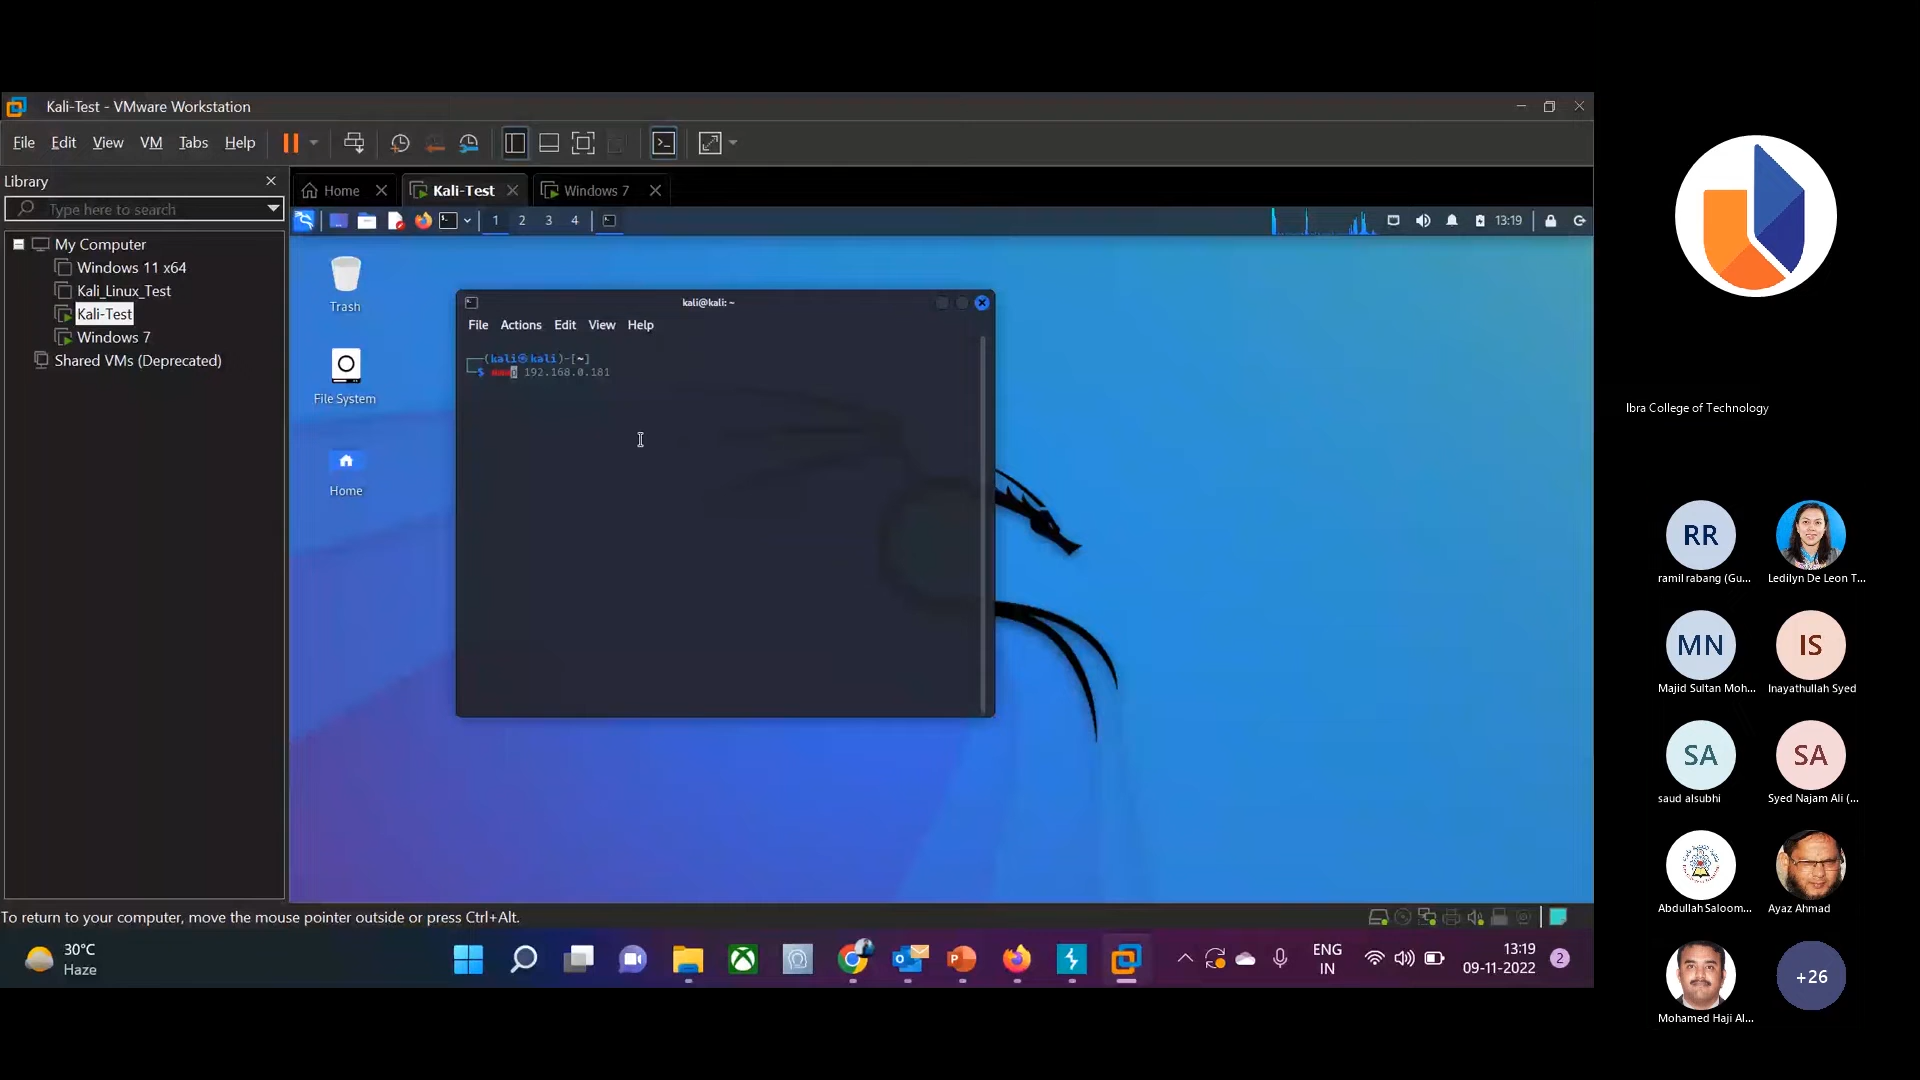 Kali-Test - VMware Workstation
File Edit View VM Tabs Help
Library
Type here to search
Home Kali-Test Windows 7
1 2 3 4 13:19
My Computer
Windows 11 x64
Kali_Linux_Test
Kali-Test
Windows 7
Shared VMs (Deprecated)
Trash
File System
Home
kali@kali: ~
File Actions Edit View Help
(kali㉿kali)-[~]
$ 192.168.0.181
To return to your computer, move the mouse pointer outside or press Ctrl+Alt.
30°C
Haze
ENG
IN
13:19
09-11-2022
2
Ibra College of Technology
RR
ramil rabang (Gu...
Ledilyn De Leon T...
MN
Majid Sultan Moh...
IS
Inayathullah Syed
SA
saud alsubhi
SA
Syed Najam Ali (...
Abdullah Saloom...
Ayaz Ahmad
Mohamed Haji Al...
+26